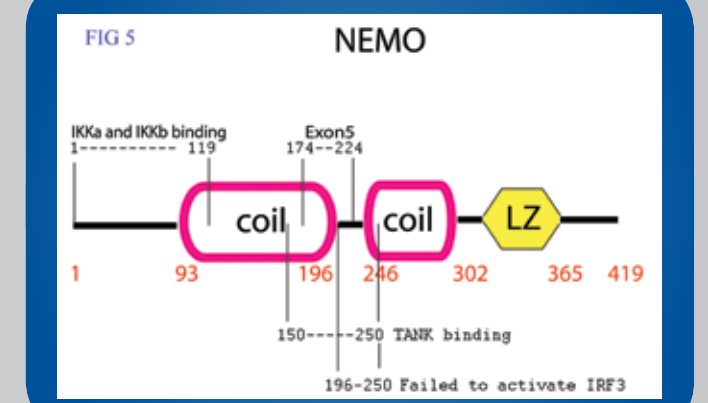 FIG 5
NEMO
IKKa and IKKb binding
Exon5
1---------- 119
174--224
coil
coil
LZ
1
93
196
246
302
365
419
150-----250 TANK binding
196-250 Failed to activate IRF3